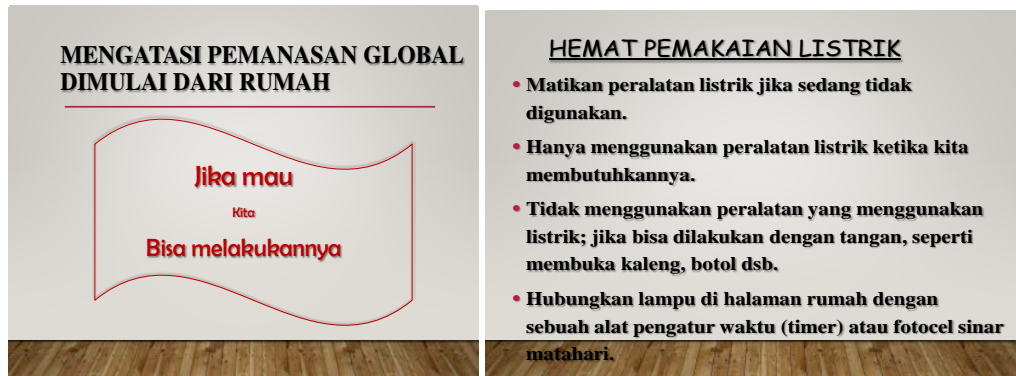 MENGATASI PEMANASAN GLOBAL
DIMULAI DARI RUMAH
Jika mau
Kita
Bisa melakukannya
HEMAT PEMAKAIAN LISTRIK
• Matikan peralatan listrik jika sedang tidak
digunakan.
• Hanya menggunakan peralatan listrik ketika kita
membutuhkannya.
• Tidak menggunakan peralatan yang menggunakan
listrik; jika bisa dilakukan dengan tangan, seperti
membuka kaleng, botol dsb.
• Hubungkan lampu di halaman rumah dengan
sebuah alat pengatur waktu (timer) atau fotocel sinar
matahari.